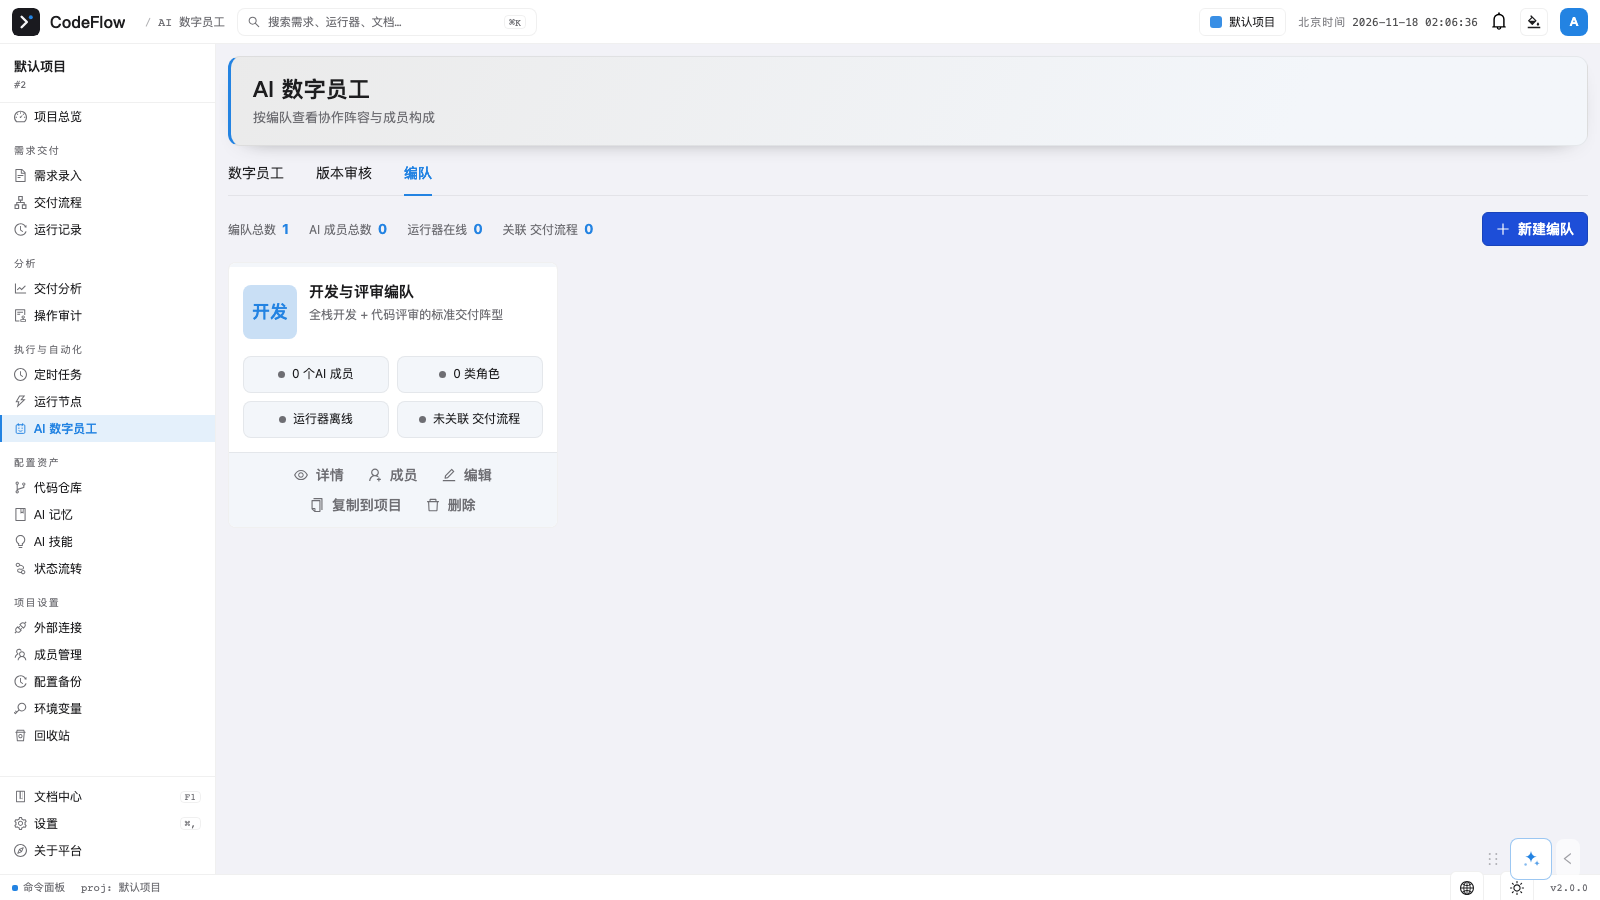 CodeFlow / AI 数字员工 搜索需求、运行器、文档... ⌘K 默认项目 北京时间 2026-11-18 02:06:36 A
默认项目
#2
项目总览
需求交付
需求录入
交付流程
运行记录
分析
交付分析
操作审计
执行与自动化
定时任务
运行节点
AI 数字员工
配置资产
代码仓库
AI 记忆
AI 技能
状态流转
项目设置
外部连接
成员管理
配置备份
环境变量
回收站
文档中心 F1
设置 ⌘,
关于平台
AI 数字员工
按编队查看协作阵容与成员构成
数字员工 版本审核 编队
编队总数 1 AI 成员总数 0 运行器在线 0 关联 交付流程 0 新建编队
开发
开发与评审编队
全栈开发 + 代码评审的标准交付阵型
0 个AI 成员 0 类角色
运行器离线 未关联 交付流程
详情 成员 编辑
复制到项目 删除
命令面板 proj: 默认项目 v2.0.0